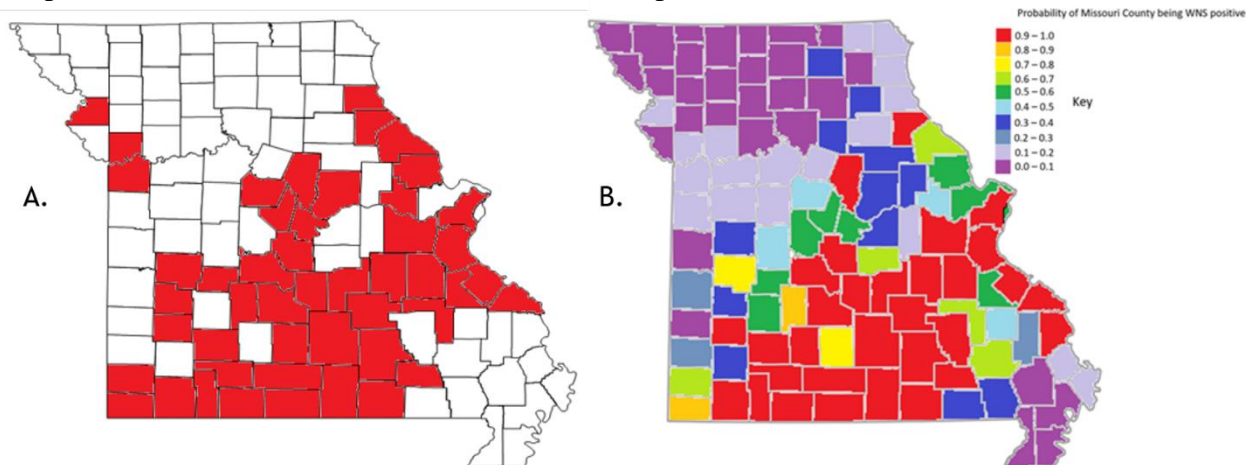 A.
B.
Probability of Missouri County being WNS positive
0.9 – 1.0
0.8 – 0.9
0.7 – 0.8
0.6 – 0.7
0.5 – 0.6
0.4 – 0.5
0.3 – 0.4
0.2 – 0.3
0.1 – 0.2
0.0 – 0.1
Key